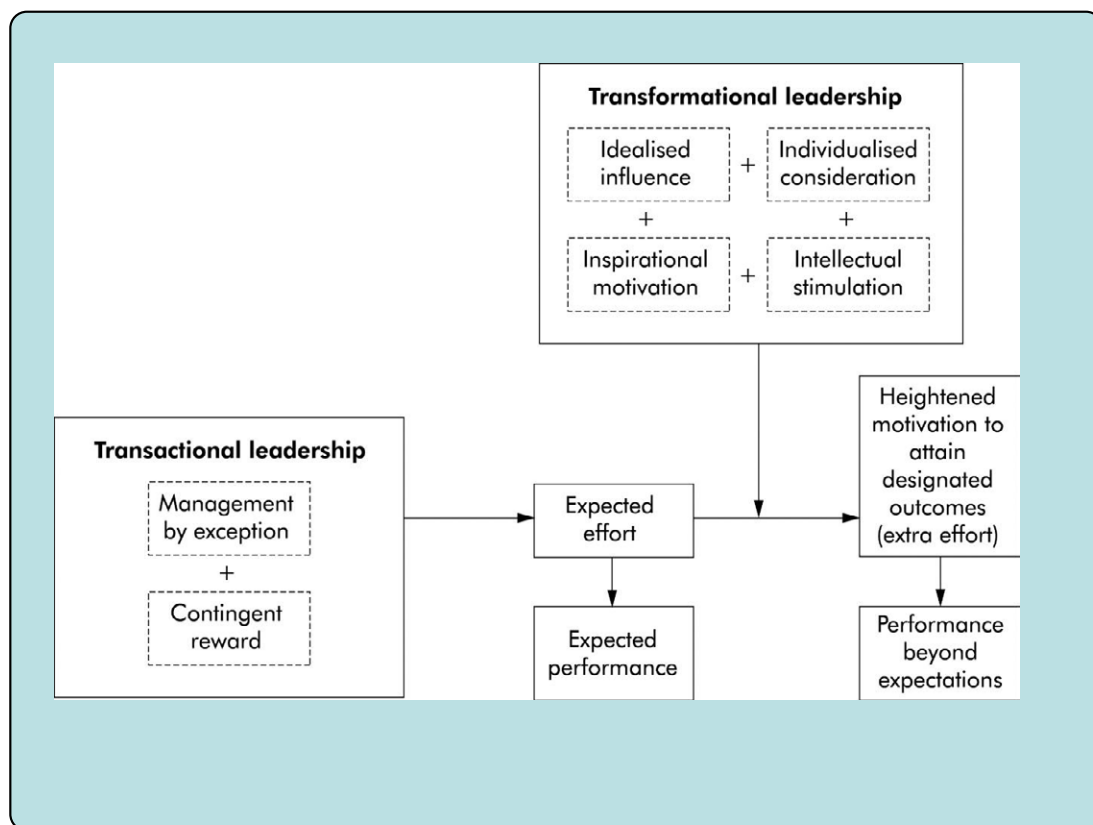 Transformational leadership
Idealised
influence
+
Individualised
consideration
+
+
Inspirational
motivation
+
Intellectual
stimulation
Transactional leadership
Management
by exception
+
Contingent
reward
Expected
effort
Heightened
motivation to
attain
designated
outcomes
(extra effort)
Expected
performance
Performance
beyond
expectations